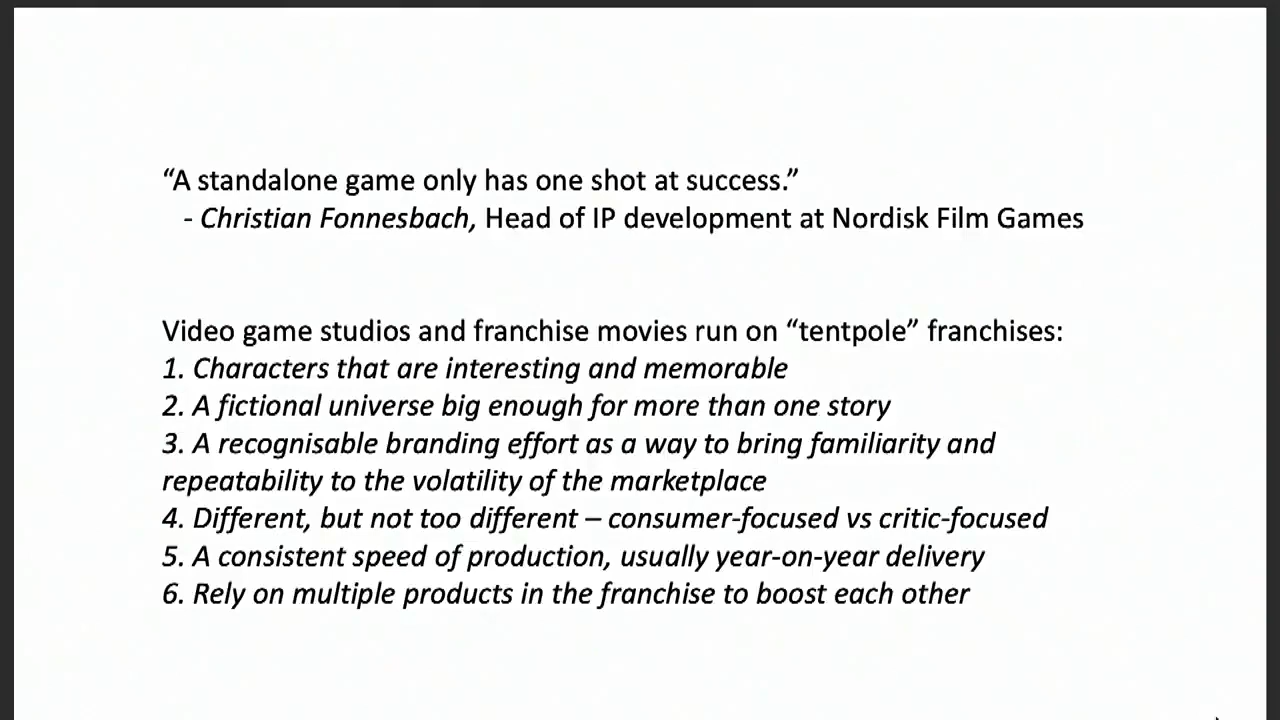 “A standalone game only has one shot at success.”
- Christian Fonnesbach, Head of IP development at Nordisk Film Games
Video game studios and franchise movies run on “tentpole” franchises:
1. Characters that are interesting and memorable
2. A fictional universe big enough for more than one story
3. A recognisable branding effort as a way to bring familiarity and
repeatability to the volatility of the marketplace
4. Different, but not too different – consumer-focused vs critic-focused
5. A consistent speed of production, usually year-on-year delivery
6. Rely on multiple products in the franchise to boost each other